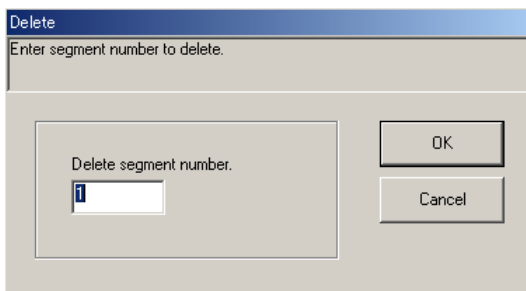 Delete
Enter segment number to delete.
Delete segment number.
1
OK
Cancel